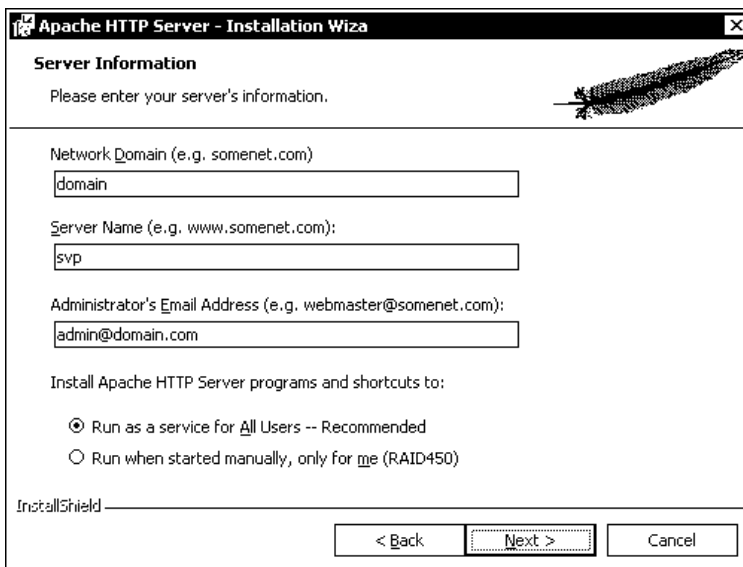 Apache HTTP Server - Installation Wiza
Server Information
Please enter your server's information.
Network Domain (e.g. somenet.com)
domain
Server Name (e.g. www.somenet.com):
svp
Administrator's Email Address (e.g. webmaster@somenet.com):
admin@domain.com
Install Apache HTTP Server programs and shortcuts to:
Run as a service for All Users -- Recommended
Run when started manually, only for me (RAID450)
InstallShield
< Back Next > Cancel